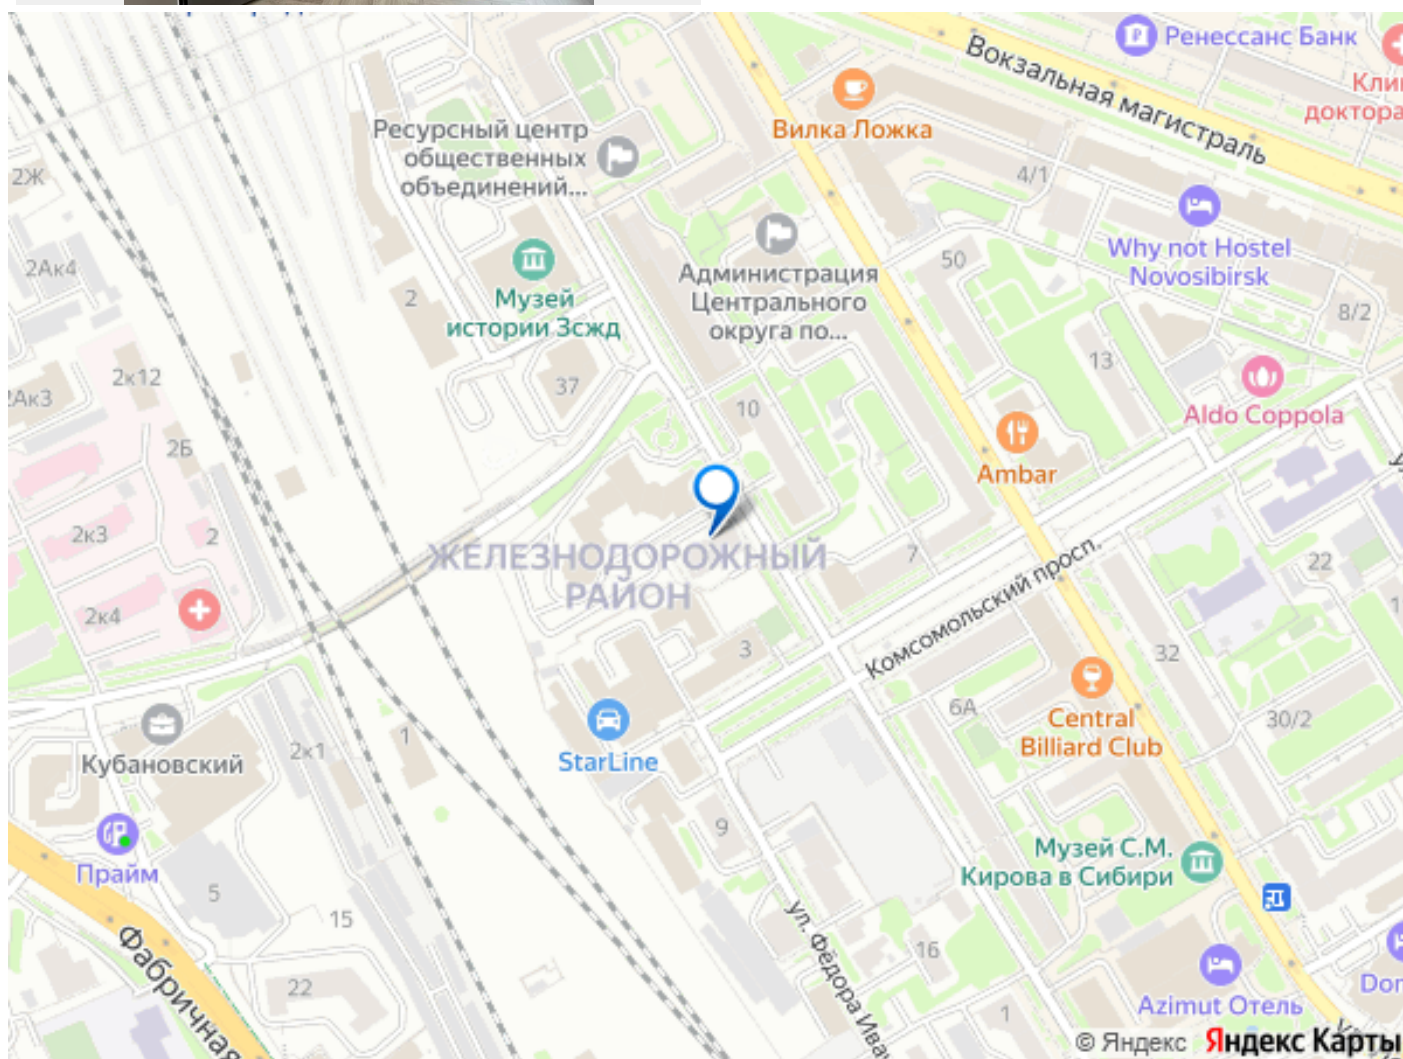 Вокзальная магистраль
Ренессанс Банк
Кли
доктора
Вилка Ложка
Ресурсный центр
общественных
объединений...
4/1
2Ж
Why not Hostel
Novosibirsk
50
Администрация
Центрального
округа по...
2Ак4
2
Музей
истории Зсжд
8/2
13
37
2к12
2Ак3
10
Aldo Coppola
2Б
Ambar
2к3
2
ЖЕЛЕЗНОДОРОЖНЫЙ
РАЙОН
7
Комсомольский просп.
22
2к4
3
32
6А
Central
Billiard Club
30/2
StarLine
1
2к1
Кубановский
9
Музей С.М.
Кирова в Сибири
Прайм
5
15
Фабричная
22
ул. Фёдора Ива
16
1
Azimut Отель
Dor
© Яндекс Яндекс Карты